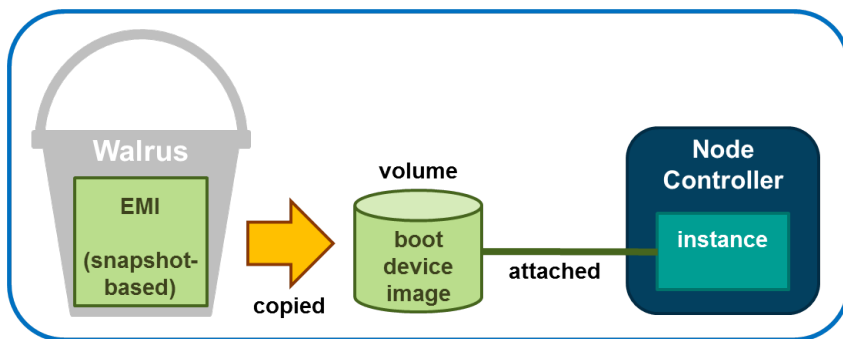 Walrus
EMI
(snapshot-
based)
copied
volume
boot
device
image
attached
Node
Controller
instance